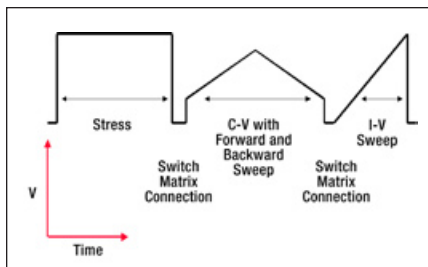 Stress
C-V with
Forward and
Backward
Sweep
I-V
Sweep
Switch
Matrix
Connection
Switch
Matrix
Connection
V
Time